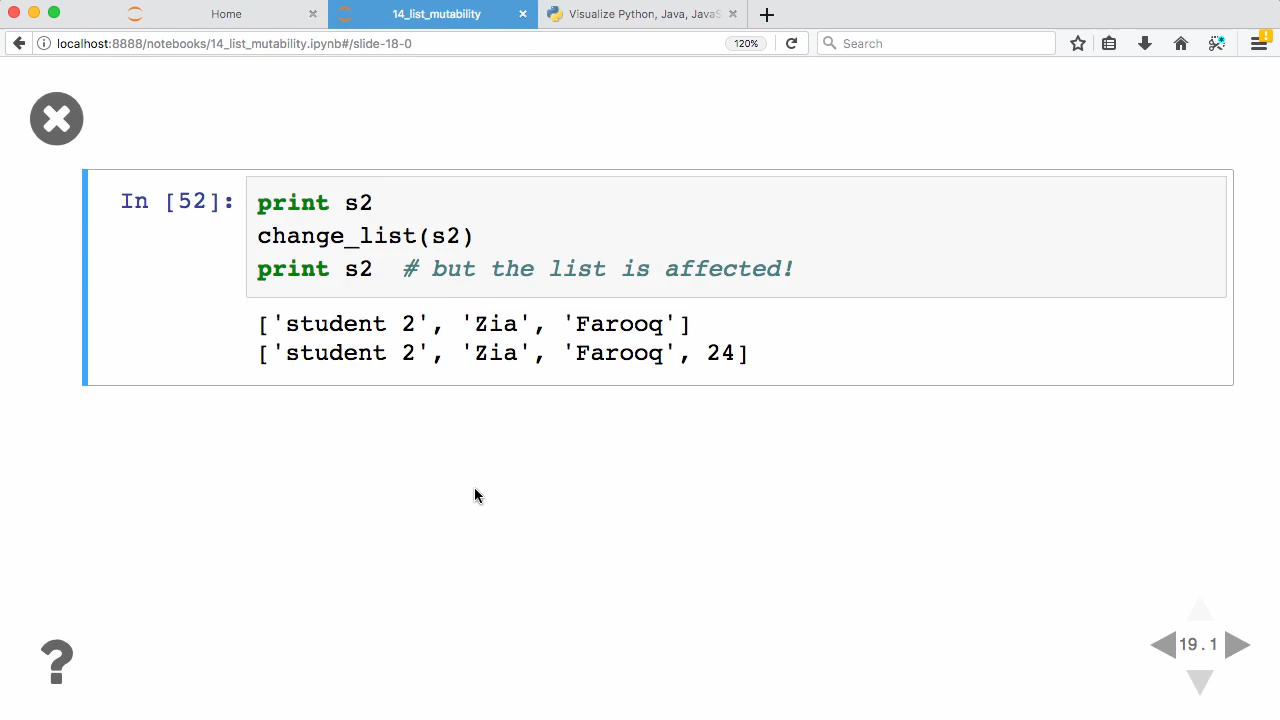 Home
14_list_mutability
Visualize Python, Java, JavaS
localhost:8888/notebooks/14_list_mutability.ipynb#/slide-18-0
120%
Search
In [52]:
print s2
change_list(s2)
print s2  # but the list is affected!
['student 2', 'Zia', 'Farooq']
['student 2', 'Zia', 'Farooq', 24]
19.1